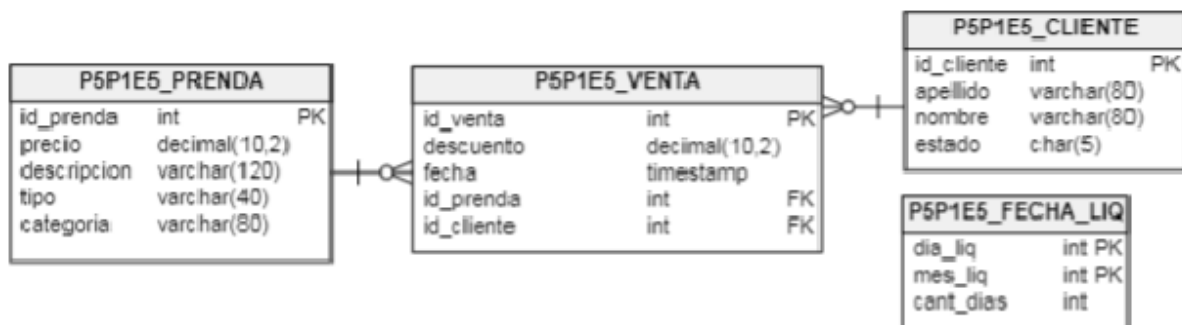 P5P1E5_PRENDA
id_prenda int PK
precio decimal(10,2)
descripcion varchar(120)
tipo varchar(40)
categoria varchar(80)
P5P1E5_VENTA
id_venta int PK
descuento decimal(10,2)
fecha timestamp
id_prenda int FK
id_cliente int FK
P5P1E5_CLIENTE
id_cliente int PK
apellido varchar(80)
nombre varchar(80)
estado char(5)
P5P1E5_FECHA_LIQ
dia_liq int PK
mes_liq int PK
cant_dias int